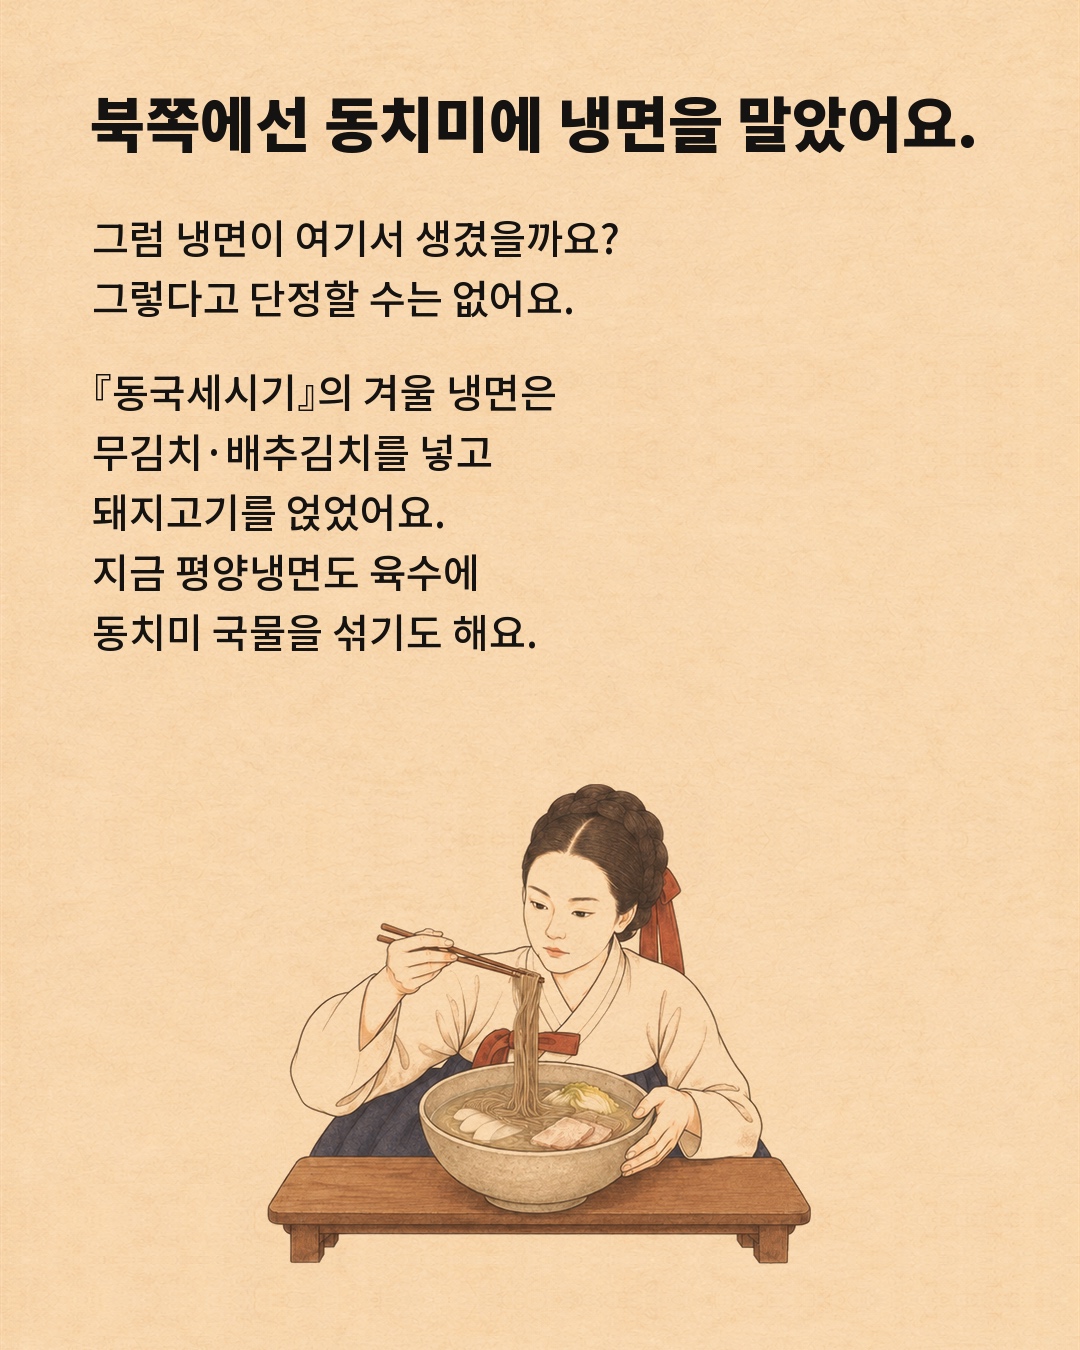 북쪽에선 동치미에 냉면을 말았어요.
그럼 냉면이 여기서 생겼을까요?
그렇다고 단정할 수는 없어요.
『동국세시기』의 겨울 냉면은
무김치·배추김치를 넣고
돼지고기를 얹었어요.
지금 평양냉면도 육수에
동치미 국물을 섞기도 해요.